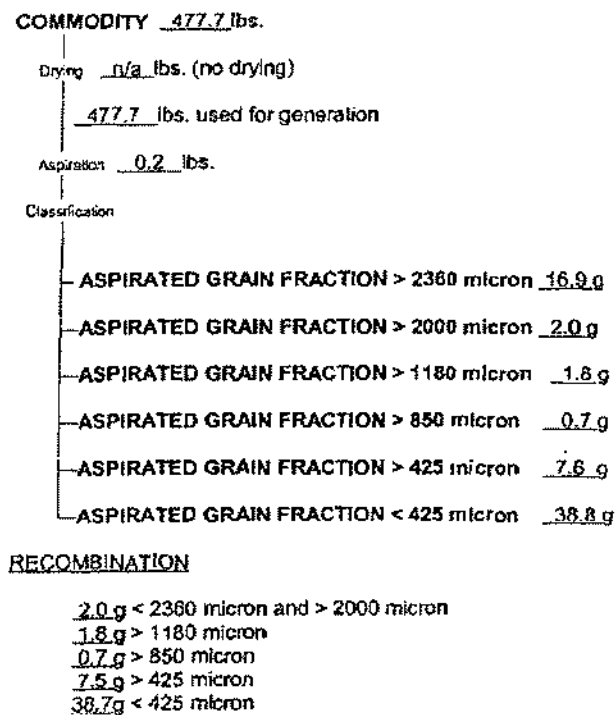 COMMODITY 477.7 lbs.
Drying n/a lbs. (no drying)
477.7 lbs. used for generation
Aspiration 0.2 lbs.
Classification
ASPIRATED GRAIN FRACTION > 2360 micron 16.9 g
ASPIRATED GRAIN FRACTION > 2000 micron 2.0 g
ASPIRATED GRAIN FRACTION > 1180 micron 1.8 g
ASPIRATED GRAIN FRACTION > 850 micron 0.7 g
ASPIRATED GRAIN FRACTION > 425 micron 7.6 g
ASPIRATED GRAIN FRACTION < 425 micron 38.8 g
RECOMBINATION
2.0 g < 2360 micron and > 2000 micron
1.8 g > 1180 micron
0.7 g > 850 micron
7.5 g > 425 micron
38.7g < 425 micron